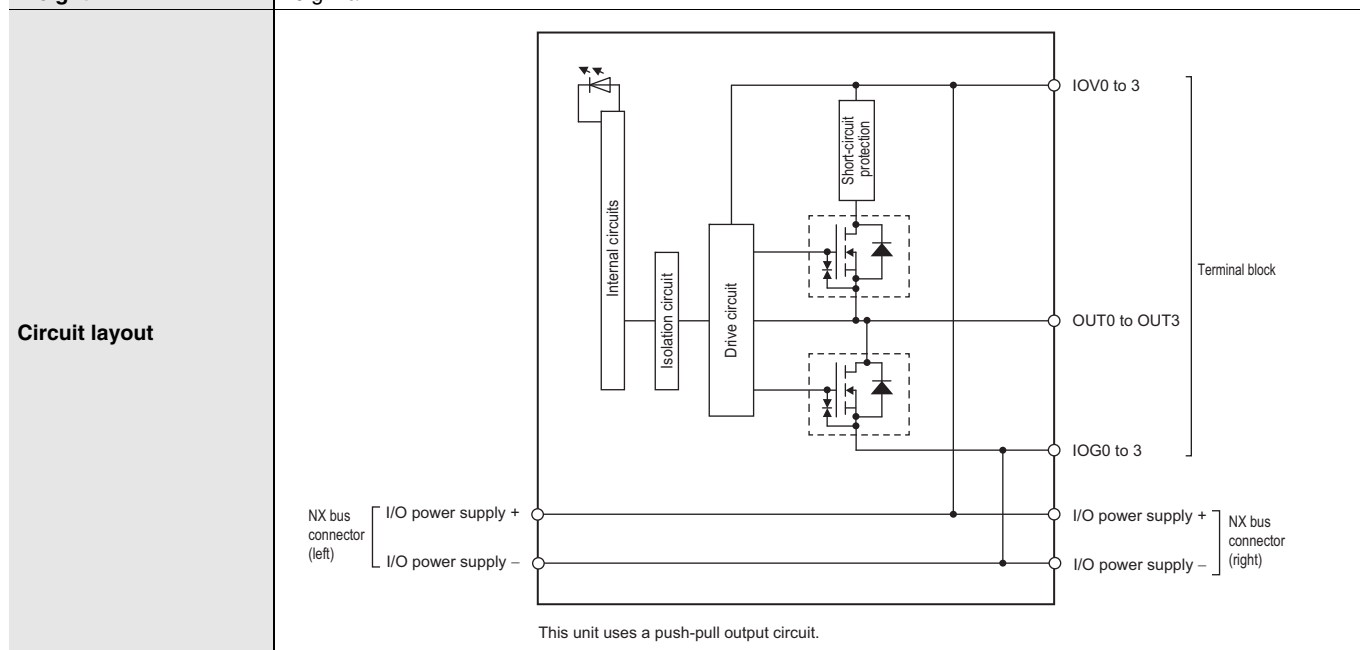 Circuit layout
IOV0 to 3
Short-circuit
protection
Internal circuits
Isolation circuit
Drive circuit
Terminal block
OUT0 to OUT3
IOG0 to 3
NX bus
connector
(left)
I/O power supply +
I/O power supply −
I/O power supply +
I/O power supply −
NX bus
connector
(right)
This unit uses a push-pull output circuit.